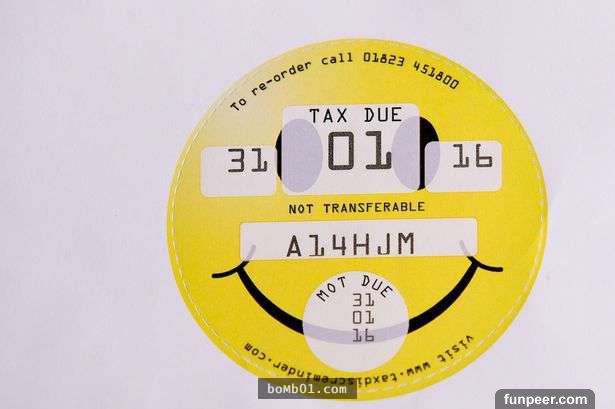 To re-order call 01823 451800
TAX DUE
31 01 16
NOT TRANSFERABLE
A14HJM
MOT DUE
31
01
16
visit www.taxdiscreminder.com
boMb01.com
funpeer.com